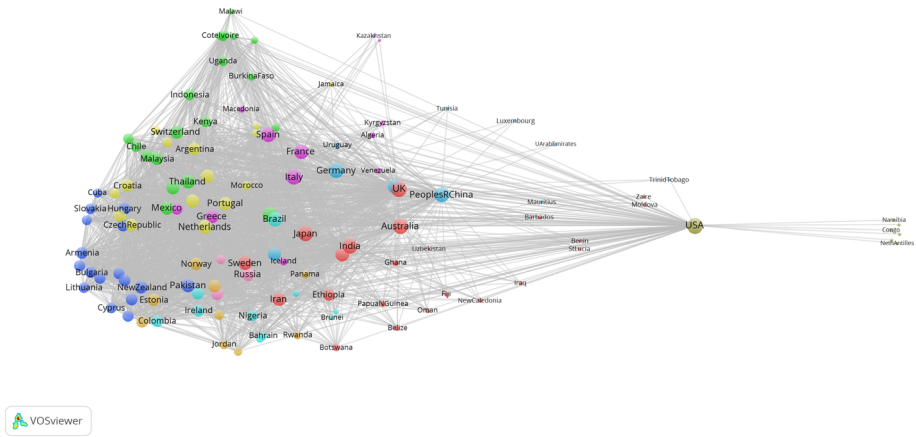 Malawi
CoteIvoire
Kazakhstan
Uganda
BurkinaFaso
Jamaica
Indonesia
Macedonia
Tunisia
Kenya
Kyrgyzstan
Luxembourg
Switzerland
Spain
Algeria
Chile
Argentina
Uruguay
UArabEmirates
Malaysia
France
Germany
Venezuela
Thailand
Italy
TrinidTobago
Croatia
Morocco
Cuba
UK
PeoplesRChina
Zaire
Slovakia
Hungary
Mexico
Portugal
Mauritius
Moldova
Greece
Brazil
Barbados
Namibia
CzechRepublic
Netherlands
Australia
USA
Congo
Japan
Benin
NethAntilles
Armenia
India
Uzbekistan
StLucia
Iceland
Norway
Sweden
Ghana
Bulgaria
Russia
Panama
Lithuania
NewZealand
Pakistan
Iraq
Estonia
Iran
Ethiopia
Fiji
NewCaledonia
Cyprus
Ireland
PapuaNGuinea
Oman
Colombia
Nigeria
Brunei
Belize
Bahrain
Rwanda
Jordan
Botswana
VOSviewer